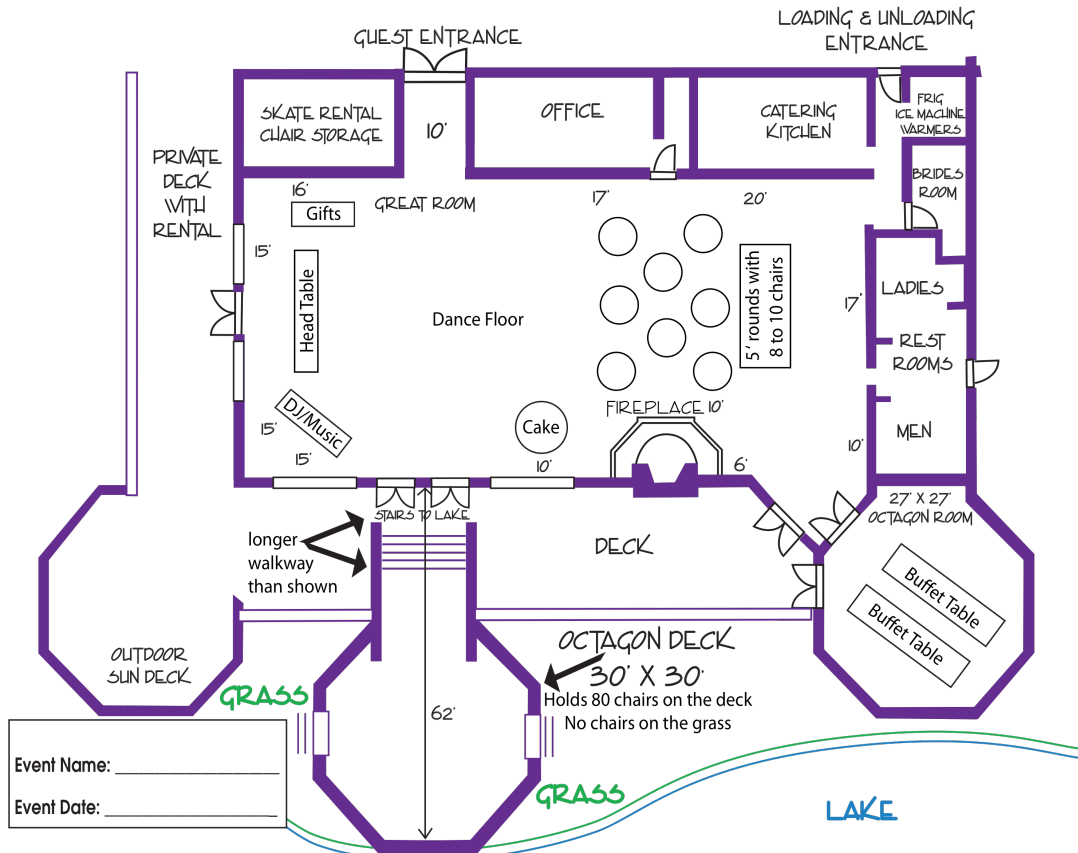 GUEST ENTRANCE
LOADING & UNLOADING
ENTRANCE
SKATE RENTAL
CHAIR STORAGE
10'
OFFICE
CATERING
KITCHEN
FRIG
ICE MACHINE
WARMERS
PRIVATE
DECK
WITH
RENTAL
BRIDES
ROOM
16'
Gifts
GREAT ROOM
17'
20'
15'
Head Table
Dance Floor
5' rounds with
8 to 10 chairs
17'
LADIES
REST
ROOMS
MEN
DJ/Music
15'
15'
Cake
10'
FIREPLACE 10'
6'
10'
27' X 27'
OCTAGON ROOM
STAIRS TO LAKE
longer
walkway
than shown
DECK
Buffet Table
Buffet Table
OUTDOOR
SUN DECK
OCTAGON DECK
30' X 30'
Holds 80 chairs on the deck
No chairs on the grass
GRASS
62'
GRASS
LAKE
Event Name: ____________________
Event Date: _____________________